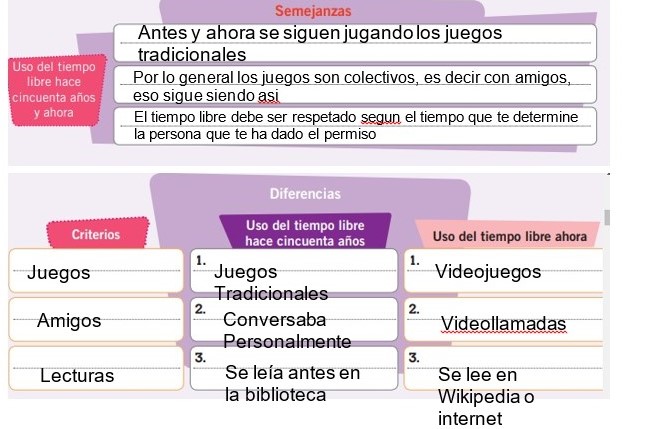 Semejanzas
Uso del tiempo
libre hace
cincuenta años
y ahora
Antes y ahora se siguen jugando los juegos
tradicionales
Por lo general los juegos son colectivos, es decir con amigos,
eso sigue siendo asi
El tiempo libre debe ser respetado segun el tiempo que te determine
la persona que te ha dado el permiso
Diferencias
Criterios
Uso del tiempo libre
hace cincuenta años
Uso del tiempo libre ahora
Juegos
1. Juegos
Tradicionales
1. Videojuegos
Amigos
2. Conversaba
Personalmente
2. Videollamadas
Lecturas
3. Se leía antes en
la biblioteca
3. Se lee en
Wikipedia o
internet